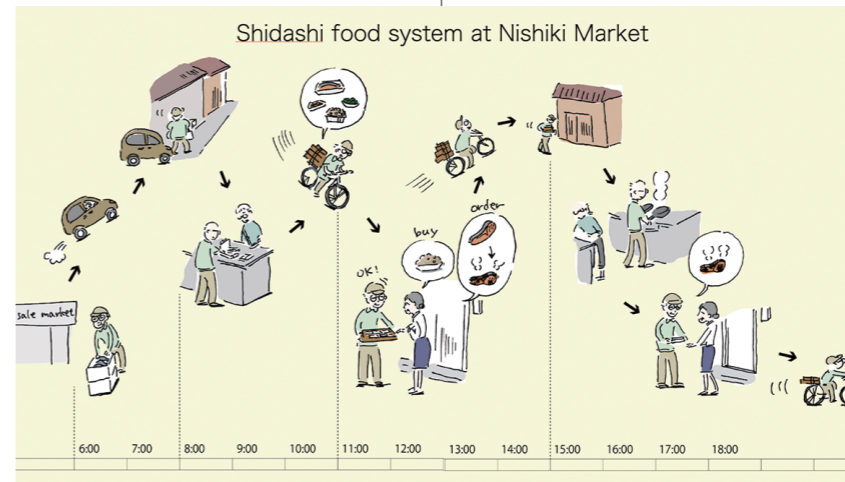 Shidashi food system at Nishiki Market
order
buy
OK!
sale market
6:00 7:00 8:00 9:00 10:00 11:00 12:00 13:00 14:00 15:00 16:00 17:00 18:00